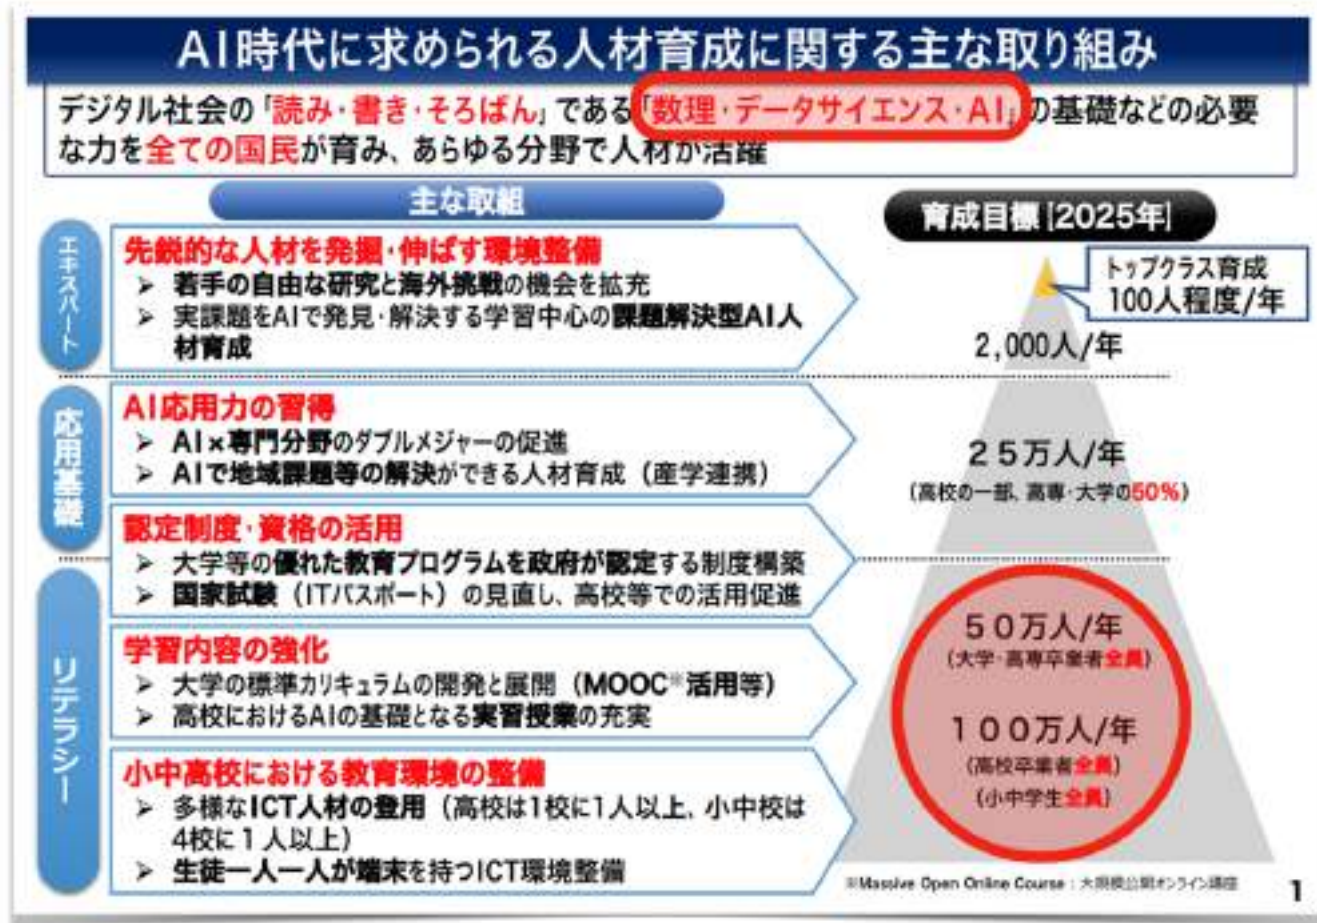 AI時代に求められる人材育成に関する主な取り組み
デジタル社会の「読み・書き・そろばん」である「数理・データサイエンス・AI」の基礎などの必要
な力を全ての国民が育み、あらゆる分野で人材が活躍
主な取組
育成目標[2025年]
エキスパート
先鋭的な人材を発掘・伸ばす環境整備
➢ 若手の自由な研究と海外挑戦の機会を拡充
➢ 実課題をAIで発見・解決する学習中心の課題解決型AI人
材育成
トップクラス育成
100人程度/年
2,000人/年
応用基礎
AI応用力の習得
➢ AI×専門分野のダブルメジャーの促進
➢ AIで地域課題等の解決ができる人材育成（産学連携）
25万人/年
(高校の一部、高専・大学の50%)
認定制度・資格の活用
➢ 大学等の優れた教育プログラムを政府が認定する制度構築
➢ 国家試験（ITパスポート）の見直し、高校等での活用促進
リテラシー
学習内容の強化
➢ 大学の標準カリキュラムの開発と展開（MOOC※活用等）
➢ 高校におけるAIの基礎となる実習授業の充実
50万人/年
(大学・高専卒業者全員)
100万人/年
(高校卒業者全員)
(小中学生全員)
小中高校における教育環境の整備
➢ 多様なICT人材の登用（高校は1校に1人以上、小中校は
4校に１人以上）
➢ 生徒一人一人が端末を持つICT環境整備
※Massive Open Online Course：大規模公開オンライン講座
1